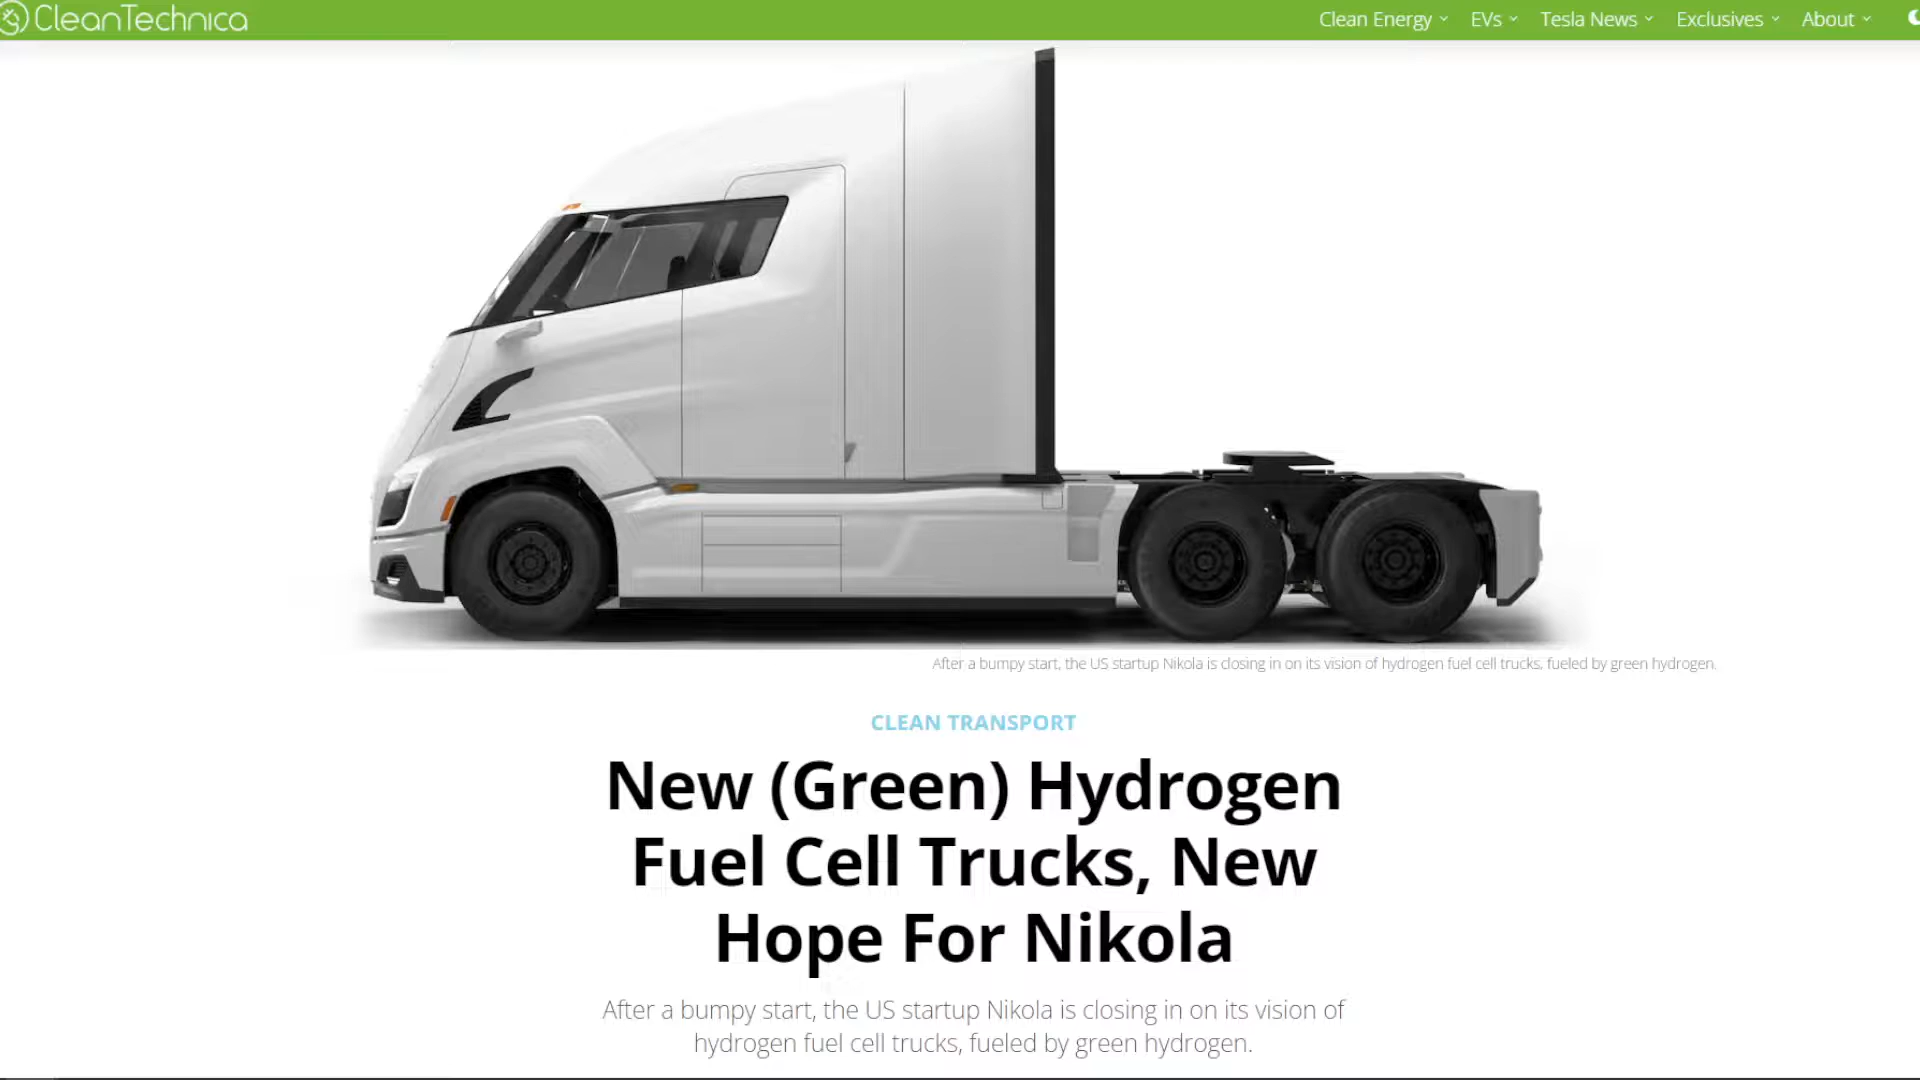 CleanTechnica
Clean Energy EVs Tesla News Exclusives About
After a bumpy start, the US startup Nikola is closing in on its vision of hydrogen fuel cell trucks, fueled by green hydrogen.
CLEAN TRANSPORT
New (Green) Hydrogen
Fuel Cell Trucks, New
Hope For Nikola
After a bumpy start, the US startup Nikola is closing in on its vision of
hydrogen fuel cell trucks, fueled by green hydrogen.